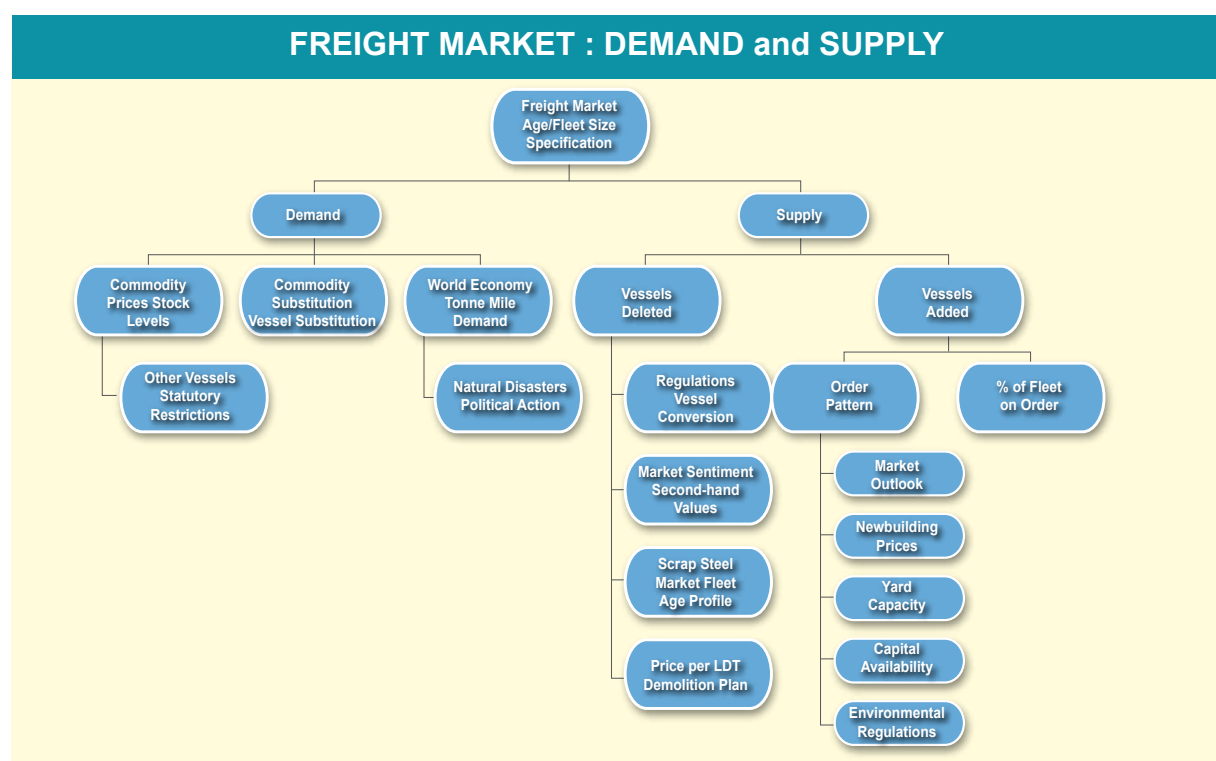 FREIGHT MARKET : DEMAND and SUPPLY
Freight Market
Age/Fleet Size
Specification
Demand
Supply
Commodity
Prices Stock
Levels
Commodity
Substitution
Vessel Substitution
World Economy
Tonne Mile
Demand
Vessels
Deleted
Vessels
Added
Other Vessels
Statutory
Restrictions
Natural Disasters
Political Action
Regulations
Vessel
Conversion
Order
Pattern
% of Fleet
on Order
Market Sentiment
Second-hand
Values
Scrap Steel
Market Fleet
Age Profile
Price per LDT
Demolition Plan
Market
Outlook
Newbuilding
Prices
Yard
Capacity
Capital
Availability
Environmental
Regulations